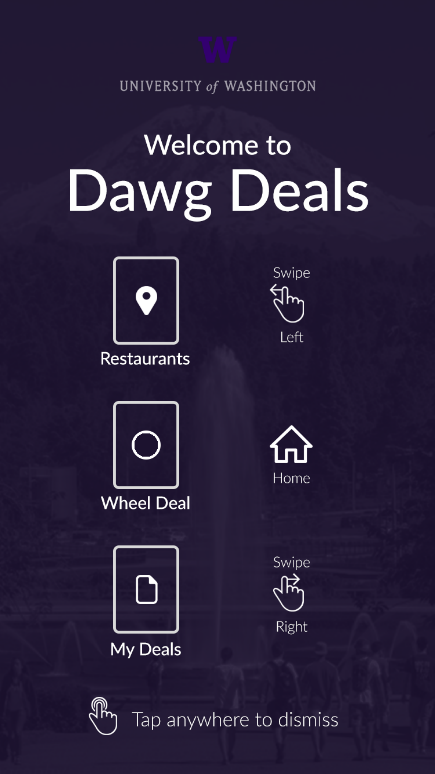 W
UNIVERSITY of WASHINGTON
Welcome to
Dawg Deals
Swipe
Left
Restaurants
Home
Wheel Deal
Swipe
Right
My Deals
Tap anywhere to dismiss